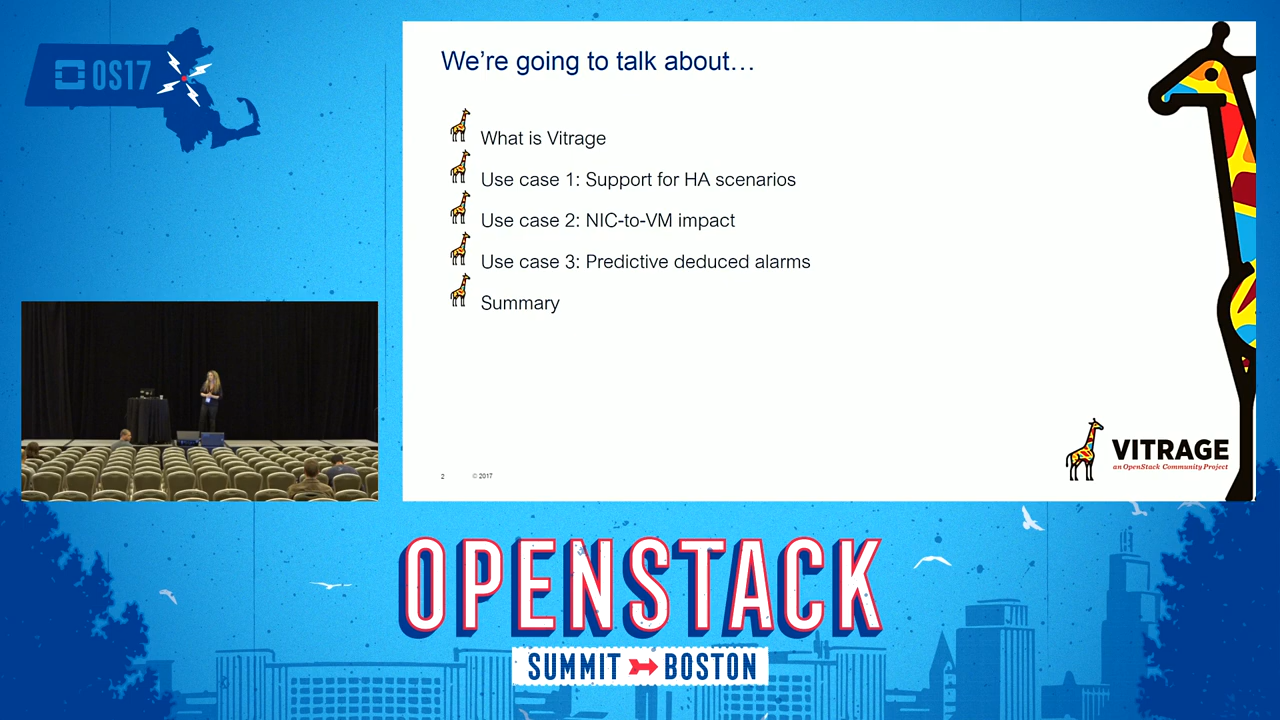 OS17
We're going to talk about…
What is Vitrage
Use case 1: Support for HA scenarios
Use case 2: NIC-to-VM impact
Use case 3: Predictive deduced alarms
Summary
VITRAGE
an OpenStack Community Project
2 © 2017
OPENSTACK
SUMMIT BOSTON